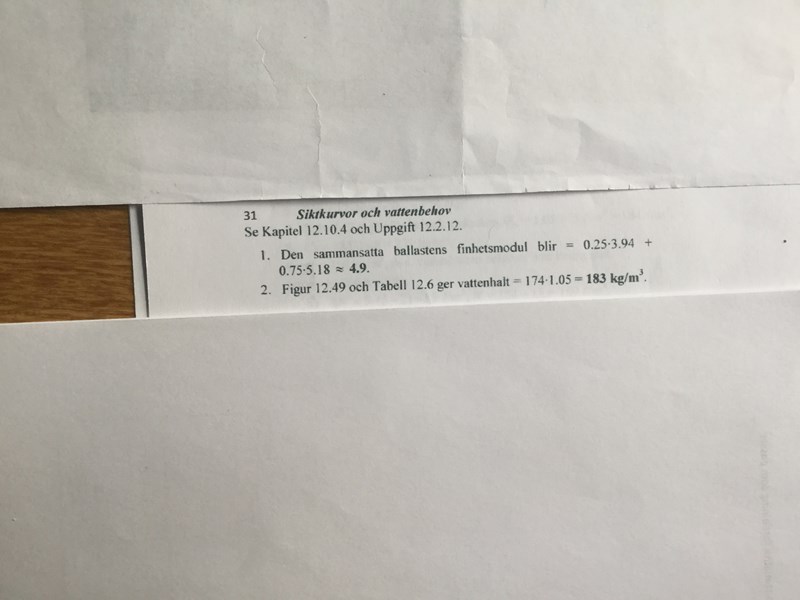 31 Siktkurvor och vattenbehov
Se Kapitel 12.10.4 och Uppgift 12.2.12.
1. Den sammansatta ballastens finhetsmodul blir = 0.25·3.94 +
0.75·5.18 ≈ 4.9.
2. Figur 12.49 och Tabell 12.6 ger vattenhalt = 174·1.05 = 183 kg/m³.